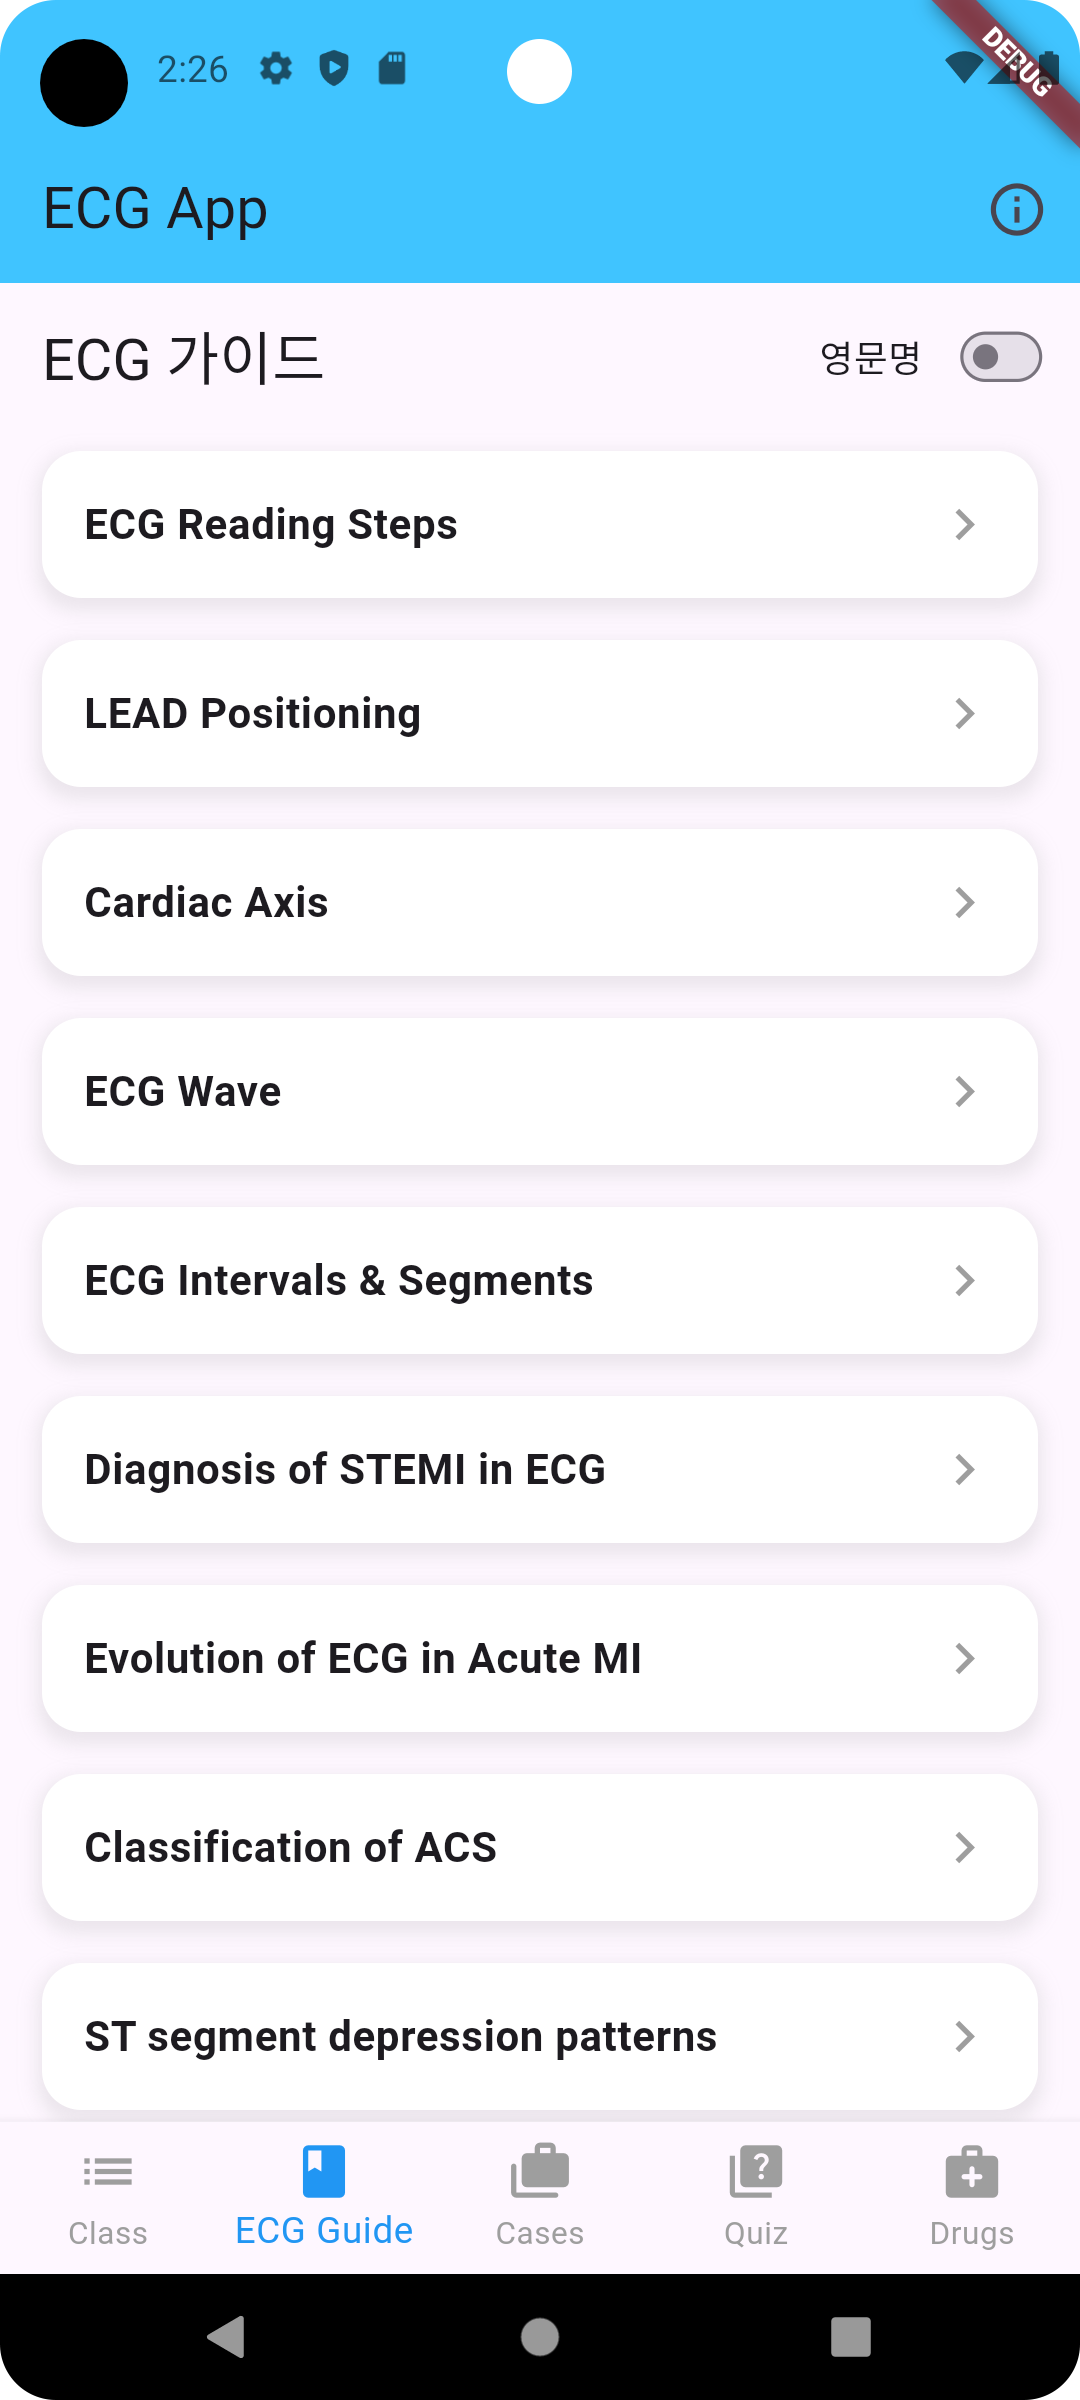 2:26
DEBUG
ECG App
ECG 가이드
영문명
ECG Reading Steps
LEAD Positioning
Cardiac Axis
ECG Wave
ECG Intervals & Segments
Diagnosis of STEMI in ECG
Evolution of ECG in Acute MI
Classification of ACS
ST segment depression patterns
Class
ECG Guide
Cases
Quiz
Drugs